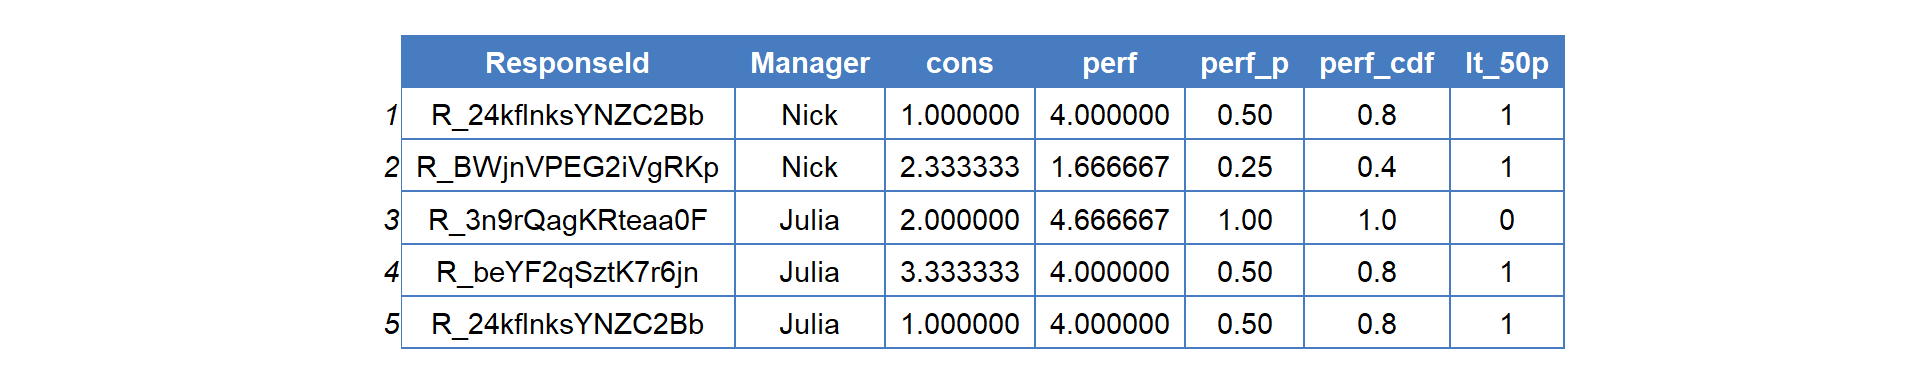 ResponseId Manager cons perf perf_p perf_cdf lt_50p
1 R_24kflnksYNZC2Bb Nick 1.000000 4.000000 0.50 0.8 1
2 R_BWjnVPEG2iVgRKp Nick 2.333333 1.666667 0.25 0.4 1
3 R_3n9rQagKRteaa0F Julia 2.000000 4.666667 1.00 1.0 0
4 R_beYF2qSztK7r6jn Julia 3.333333 4.000000 0.50 0.8 1
5 R_24kflnksYNZC2Bb Julia 1.000000 4.000000 0.50 0.8 1